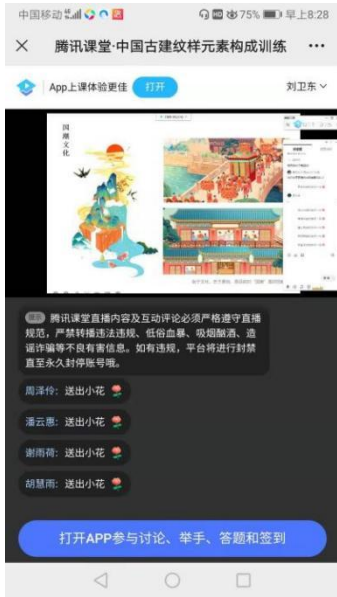 中国移动 75% 早上8:28
腾讯课堂·中国古建纹样元素构成训练
App上课体验更佳 打开 刘卫东
国潮文化
提示 腾讯课堂直播内容及互动评论必须严格遵守直播
规范，严禁转播违法违规、低俗血暴、吸烟酗酒、造
谣诈骗等不良有害信息。如有违规，平台将进行封禁
直至永久封停账号哦。
周泽伶：送出小花
潘云惠：送出小花
谢雨荷：送出小花
胡慧雨：送出小花
打开APP参与讨论、举手、答题和签到